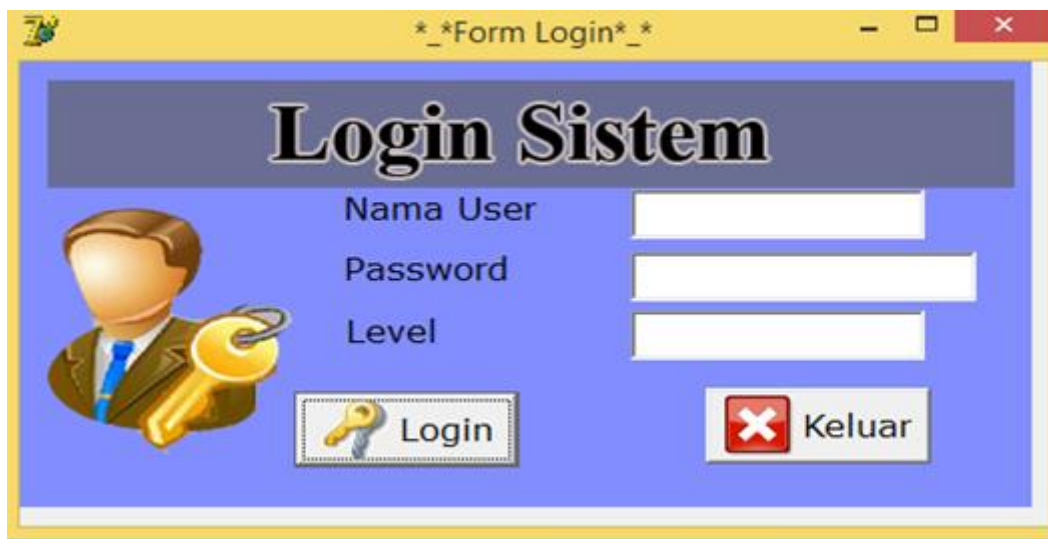 *_*Form Login*_*
Login Sistem
Nama User
Password
Level
Login
Keluar